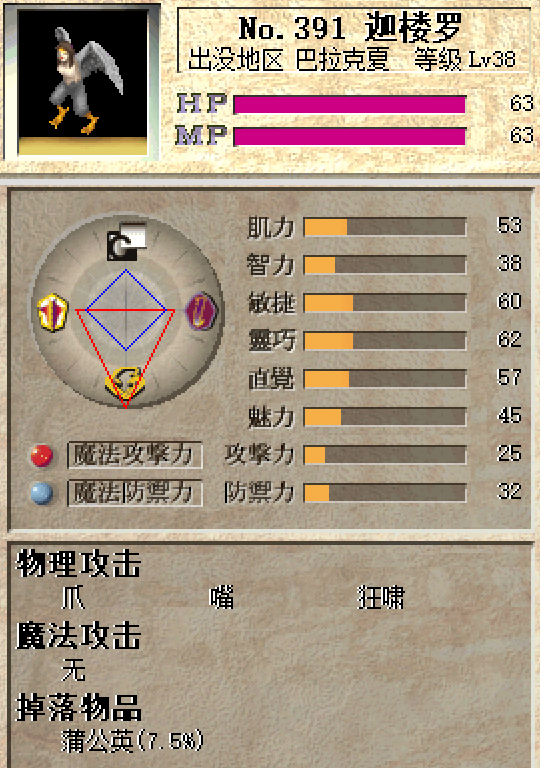 No.391 迦楼罗
出没地区 巴拉克夏 等级 Lv38
HP 63
MP 63
肌力 53
智力 38
敏捷 60
靈巧 62
直覺 57
魅力 45
魔法攻撃力 攻撃力 25
魔法防禦力 防禦力 32
物理攻击
爪 嘴 狂啸
魔法攻击
无
掉落物品
蒲公英(7.5%)